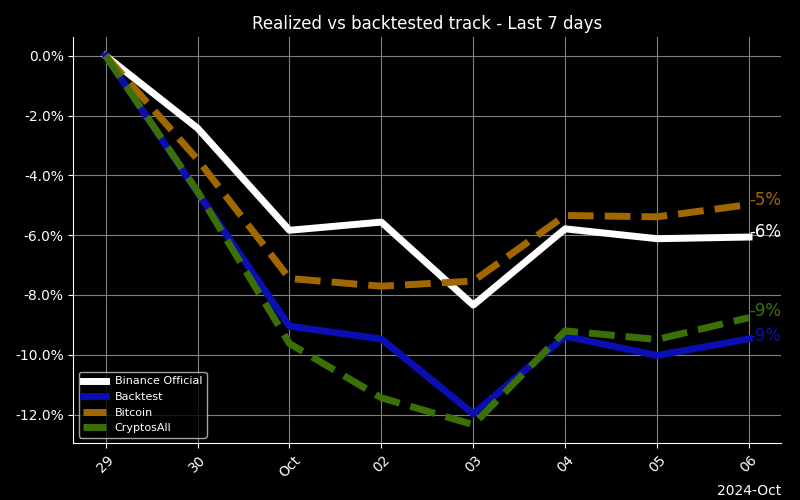 Realized vs backtested track - Last 7 days
0.0%
-2.0%
-4.0%
-6.0%
-8.0%
-10.0%
-12.0%
-5%
-6%
-9%
-9%
Binance Official
Backtest
Bitcoin
CryptosAll
29
30
Oct
02
03
04
05
06
2024-Oct